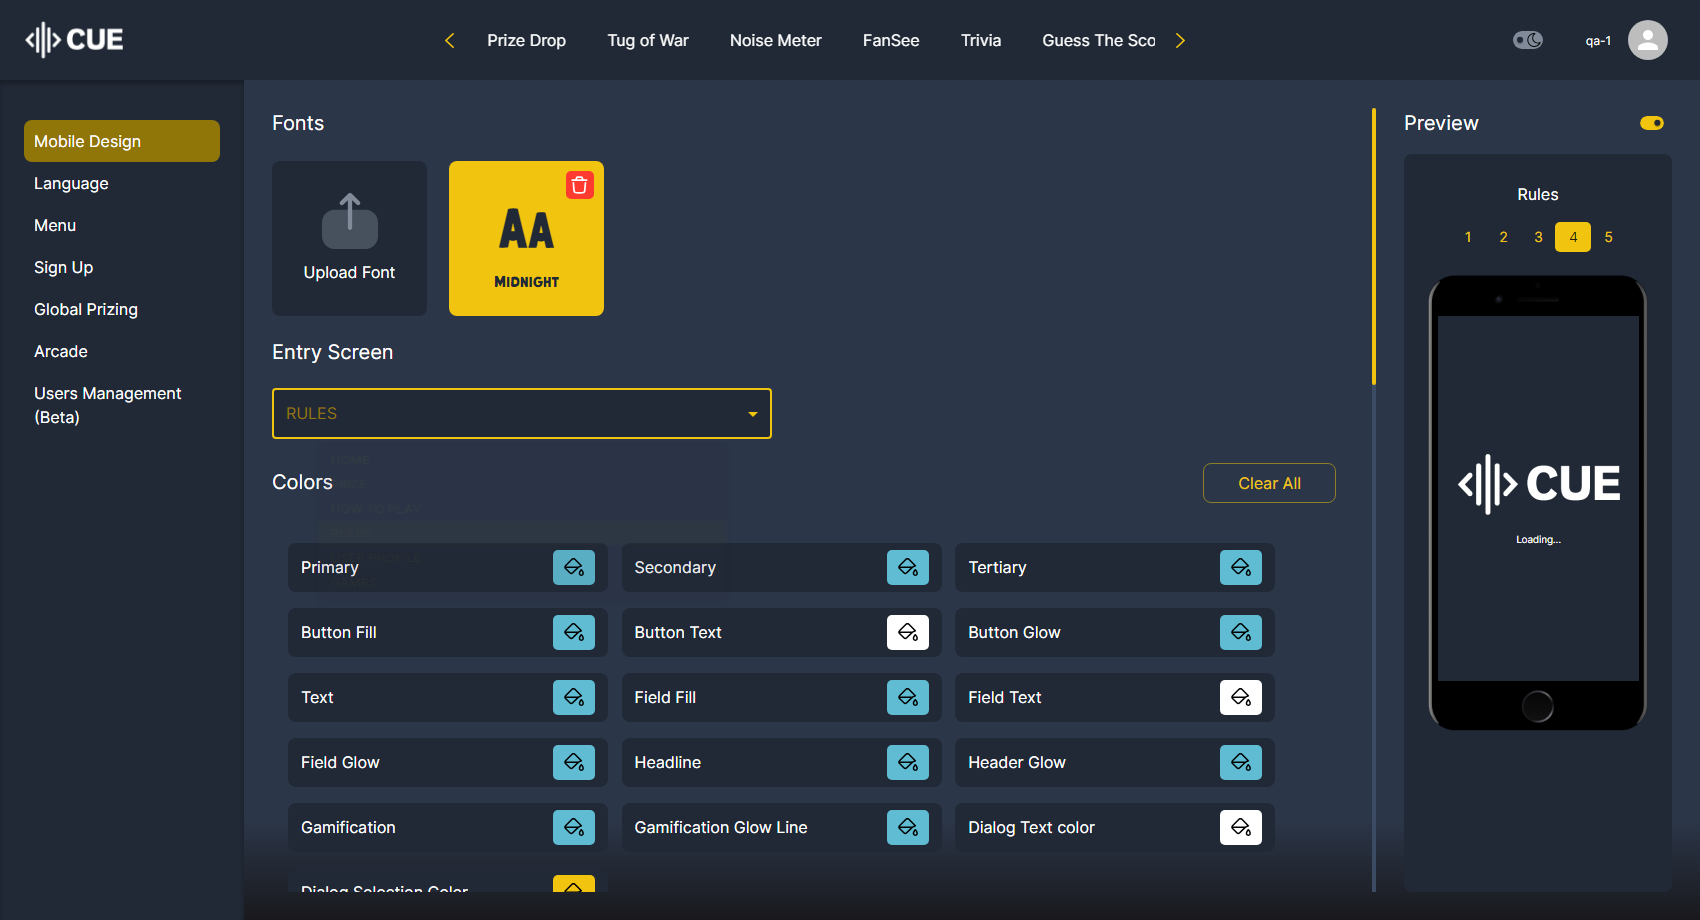 CUE
Prize Drop
Tug of War
Noise Meter
FanSee
Trivia
Guess The Sco
qa-1
Mobile Design
Language
Menu
Sign Up
Global Prizing
Arcade
Users Management
(Beta)
Fonts
Upload Font
AA
MIDNIGHT
Entry Screen
RULES
HOME
HOW TO PLAY
Colors
Clear All
Primary
Secondary
Tertiary
Button Fill
Button Text
Button Glow
Text
Field Fill
Field Text
Field Glow
Headline
Header Glow
Gamification
Gamification Glow Line
Dialog Text color
Dialog Selection Color
Preview
Rules
1 2 3 4 5
CUE
Loading...